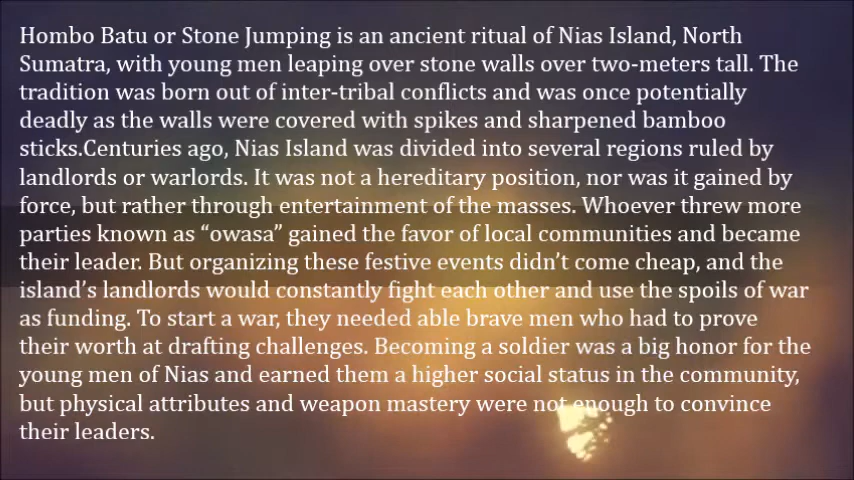 Hombo Batu or Stone Jumping is an ancient ritual of Nias Island, North
Sumatra, with young men leaping over stone walls over two-meters tall. The
tradition was born out of inter-tribal conflicts and was once potentially
deadly as the walls were covered with spikes and sharpened bamboo
sticks.Centuries ago, Nias Island was divided into several regions ruled by
landlords or warlords. It was not a hereditary position, nor was it gained by
force, but rather through entertainment of the masses. Whoever threw more
parties known as “owasa” gained the favor of local communities and became
their leader. But organizing these festive events didn’t come cheap, and the
island’s landlords would constantly fight each other and use the spoils of war
as funding. To start a war, they needed able brave men who had to prove
their worth at drafting challenges. Becoming a soldier was a big honor for the
young men of Nias and earned them a higher social status in the community,
but physical attributes and weapon mastery were not enough to convince
their leaders.